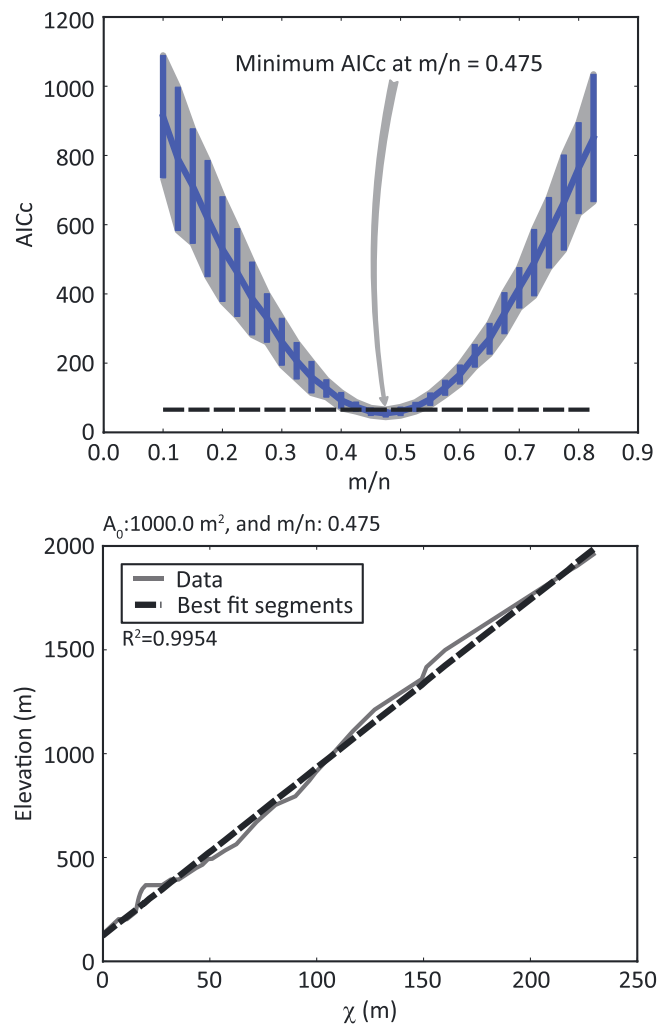 1200
1000
800
600
400
200
0
AICc
Minimum AICc at m/n = 0.475
0.0 0.1 0.2 0.3 0.4 0.5 0.6 0.7 0.8 0.9
m/n
A₀:1000.0 m², and m/n: 0.475
2000
1500
1000
500
0
Elevation (m)
Data
Best fit segments
R²=0.9954
0 50 100 150 200 250
χ (m)